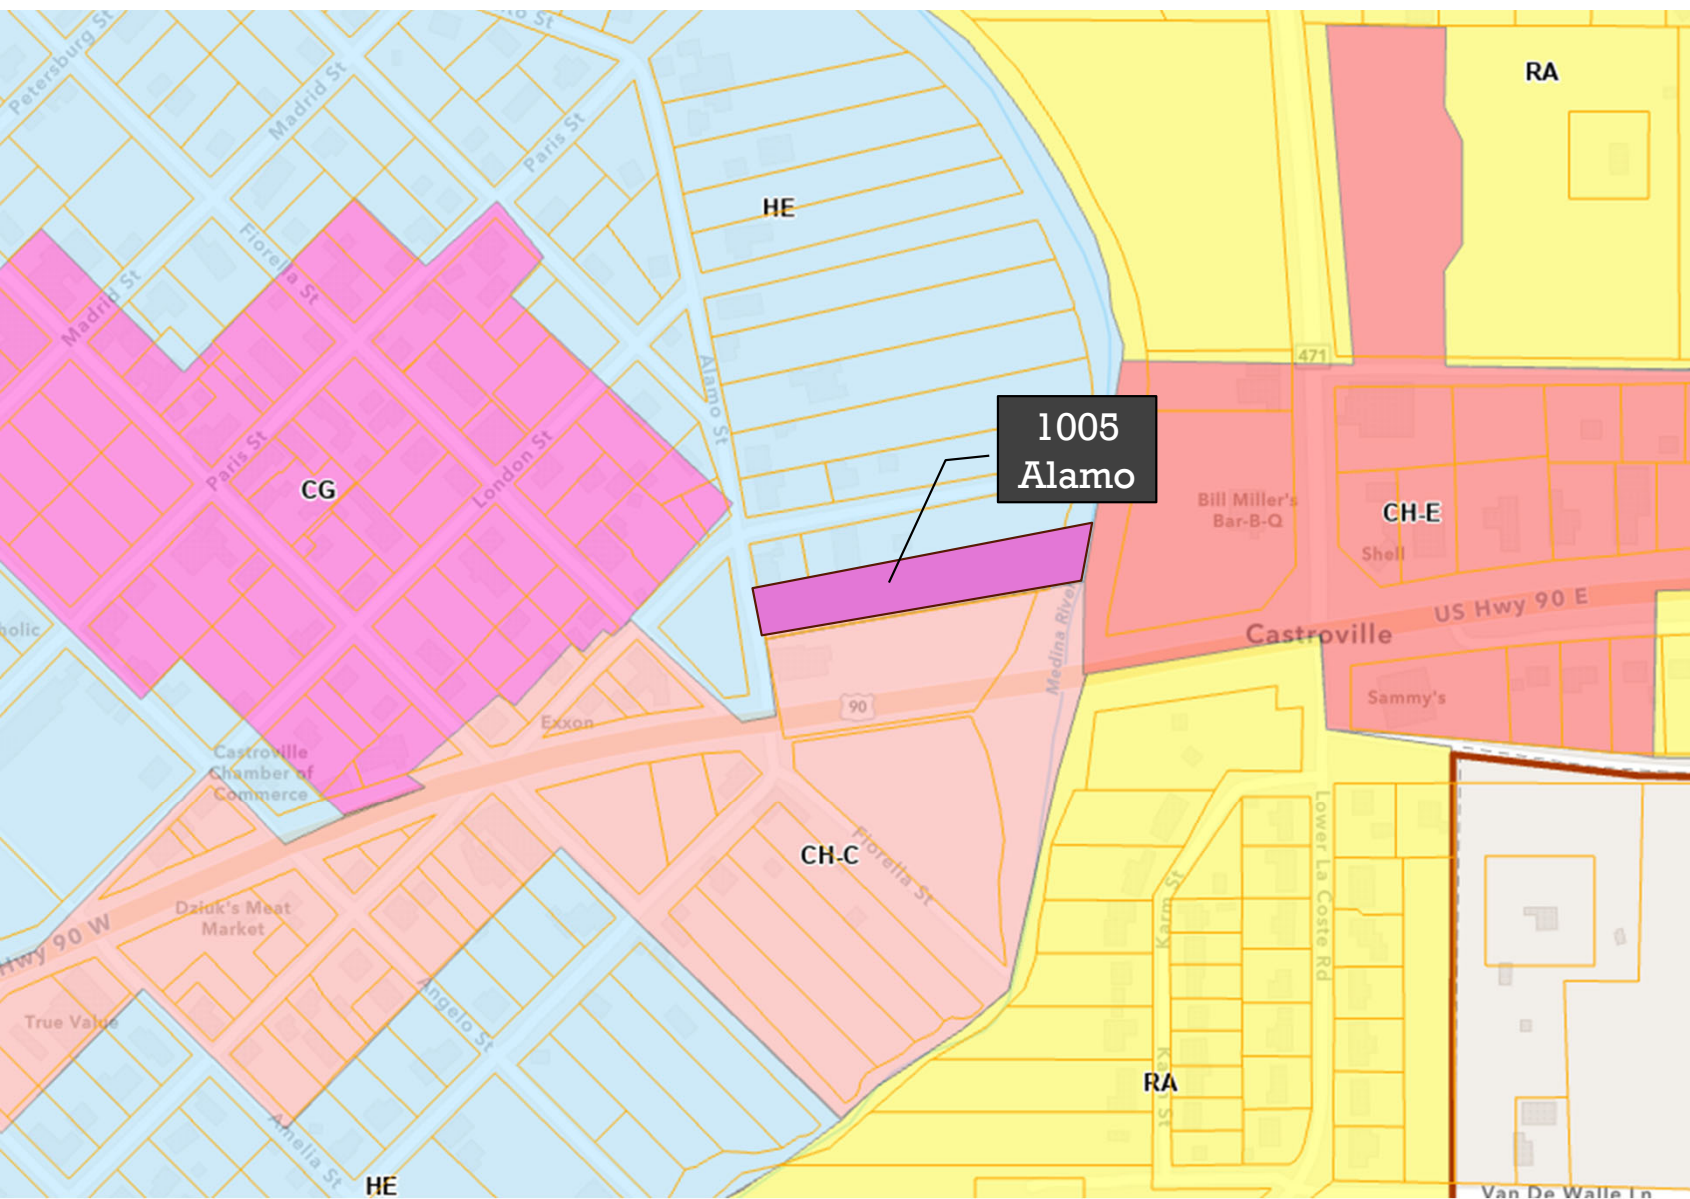 Petersburg St
Madrid St
Paris St
RA
HE
Fiorella St
Madrid St
471
Alamo St
1005
Alamo
Paris St
London St
CG
Bill Miller's
Bar-B-Q
CH-E
Shell
US Hwy 90 E
Castroville
Medina River
Sammy's
90
Exxon
Castroville
Chamber of
Commerce
Lower La Coste Rd
CH-C
Fiorella St
Karm St
Dziuk's Meat
Market
Hwy 90 W
True Value
Angelo St
RA
Amelia St
HE
Van De Walle Ln